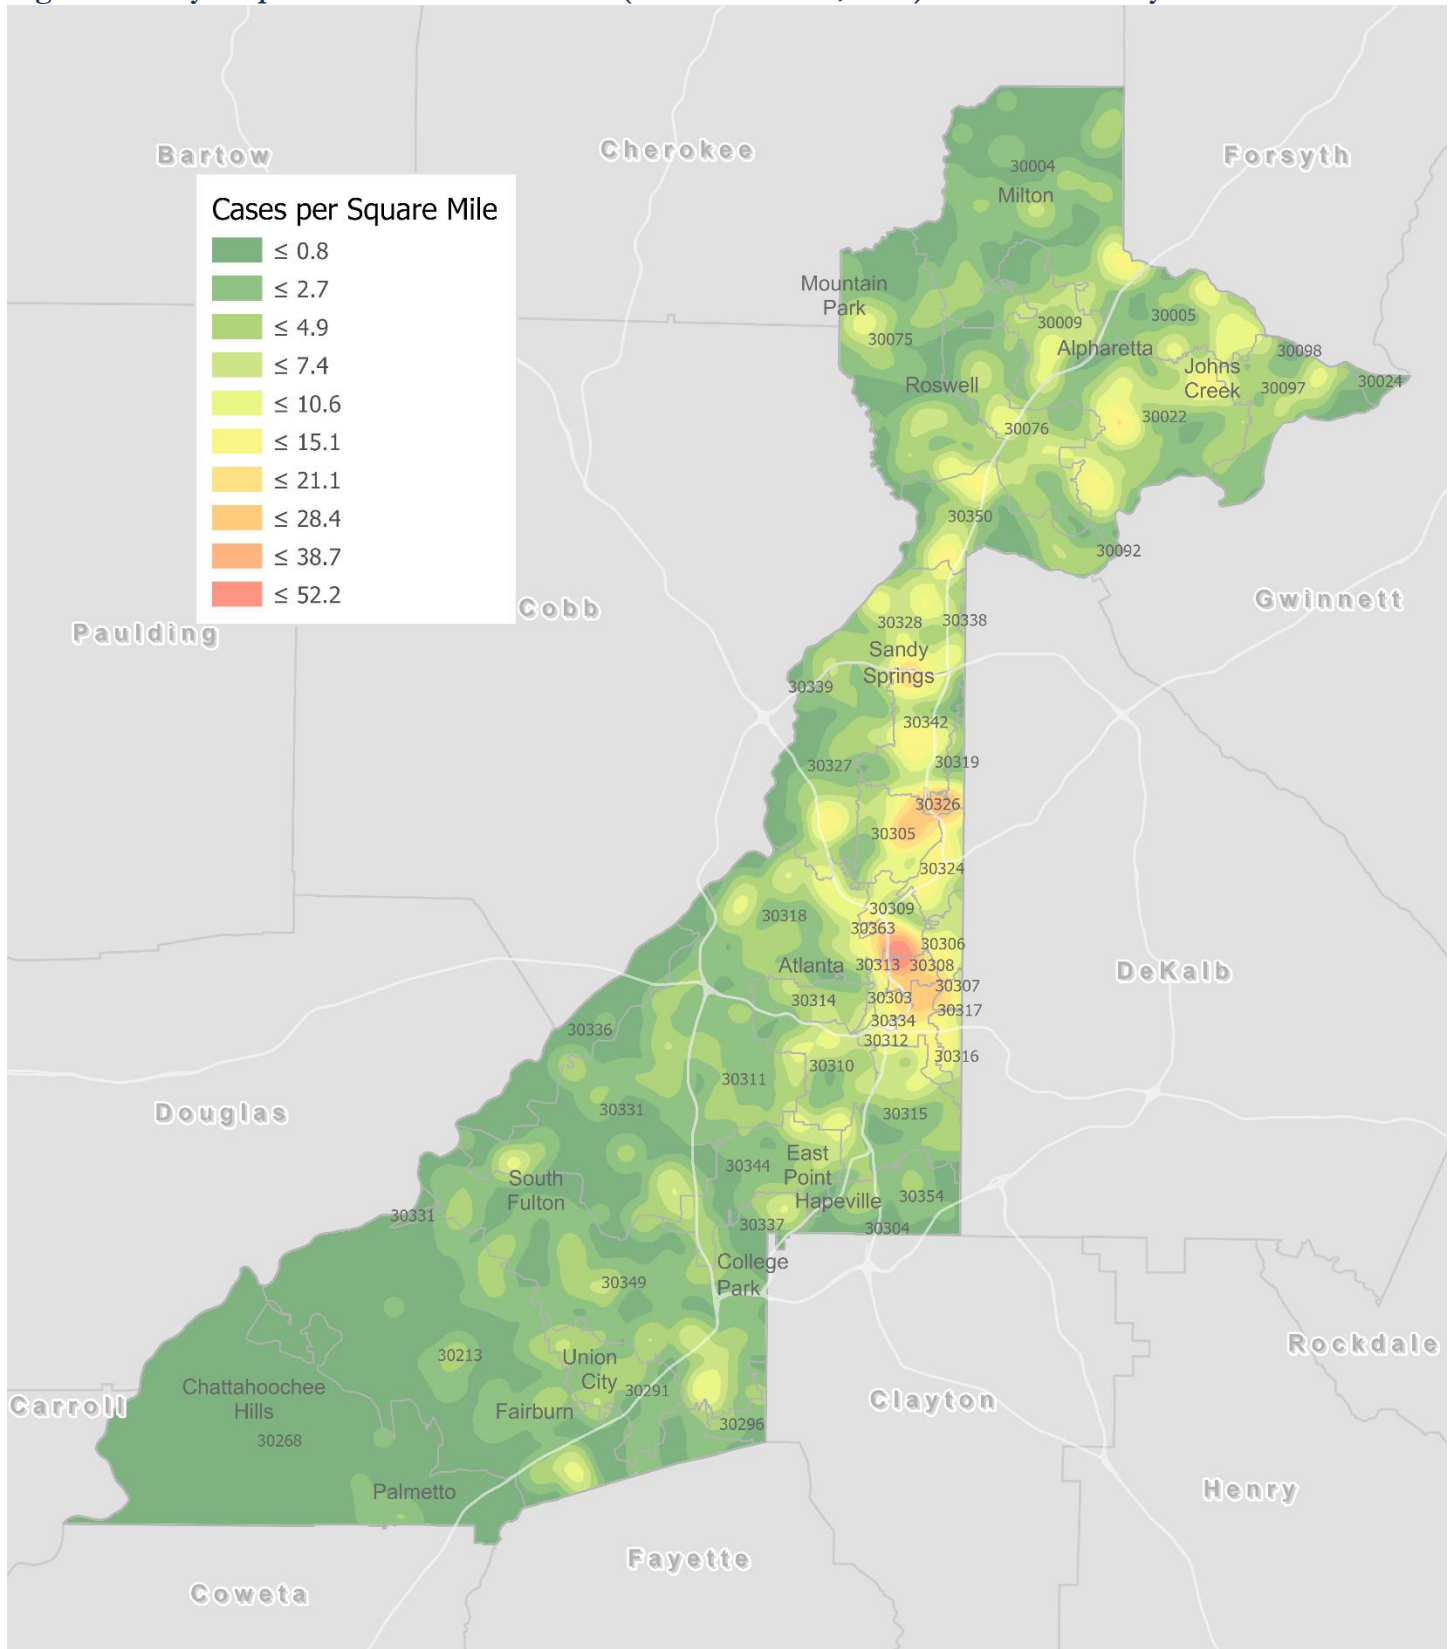 Bartow
Cherokee
Forsyth
Cases per Square Mile
≤ 0.8
≤ 2.7
≤ 4.9
≤ 7.4
≤ 10.6
≤ 15.1
≤ 21.1
≤ 28.4
≤ 38.7
≤ 52.2
30004
Milton
Mountain
Park
30075
30009
30005
Alpharetta
30098
Johns
Creek
30097
30024
Roswell
30022
30076
30350
30092
Gwinnett
Cobb
Paulding
30328
30338
Sandy
Springs
30339
30342
30327
30319
30326
30305
30324
30309
30318
30363
30306
Atlanta
30313
30308
DeKalb
30307
30314
30303
30317
30334
30336
30312
30316
30310
30311
Douglas
30331
30315
East
Point
30344
South
Fulton
Hapeville
30354
30331
30337
30304
College
Park
30349
Rockdale
30213
Union
City
30291
Chattahoochee
Hills
Carroll
Fairburn
Clayton
30296
30268
Palmetto
Henry
Fayette
Coweta